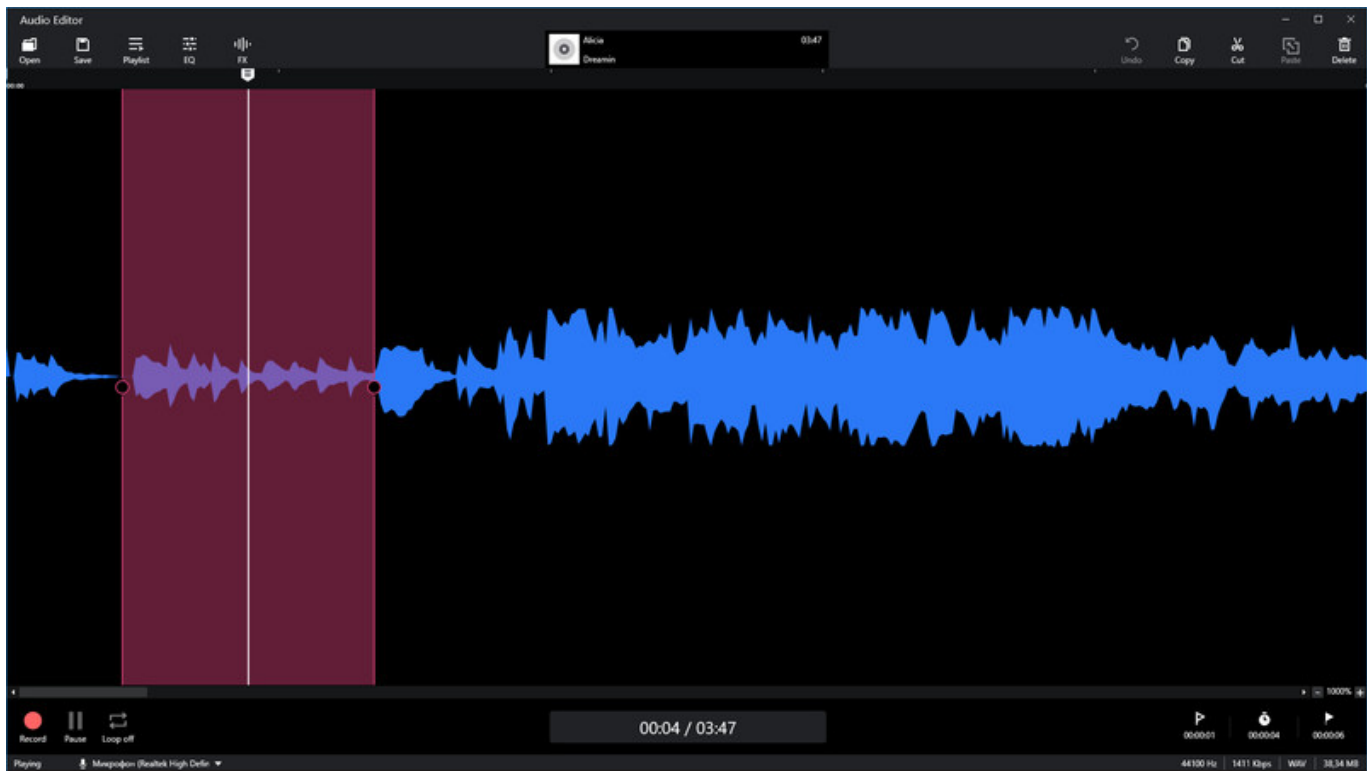 Audio Editor
Open Save Playlist EQ FX
Alicia 03:47
Dreamin
Undo Copy Cut Paste Delete
00:00
1000%
Record Pause Loop off
00:04 / 03:47
00:00:01 00:00:04 00:00:06
Playing Микрофон (Realtek High Defin 44100 Hz 1411 Kbps WAV 38,34 MB